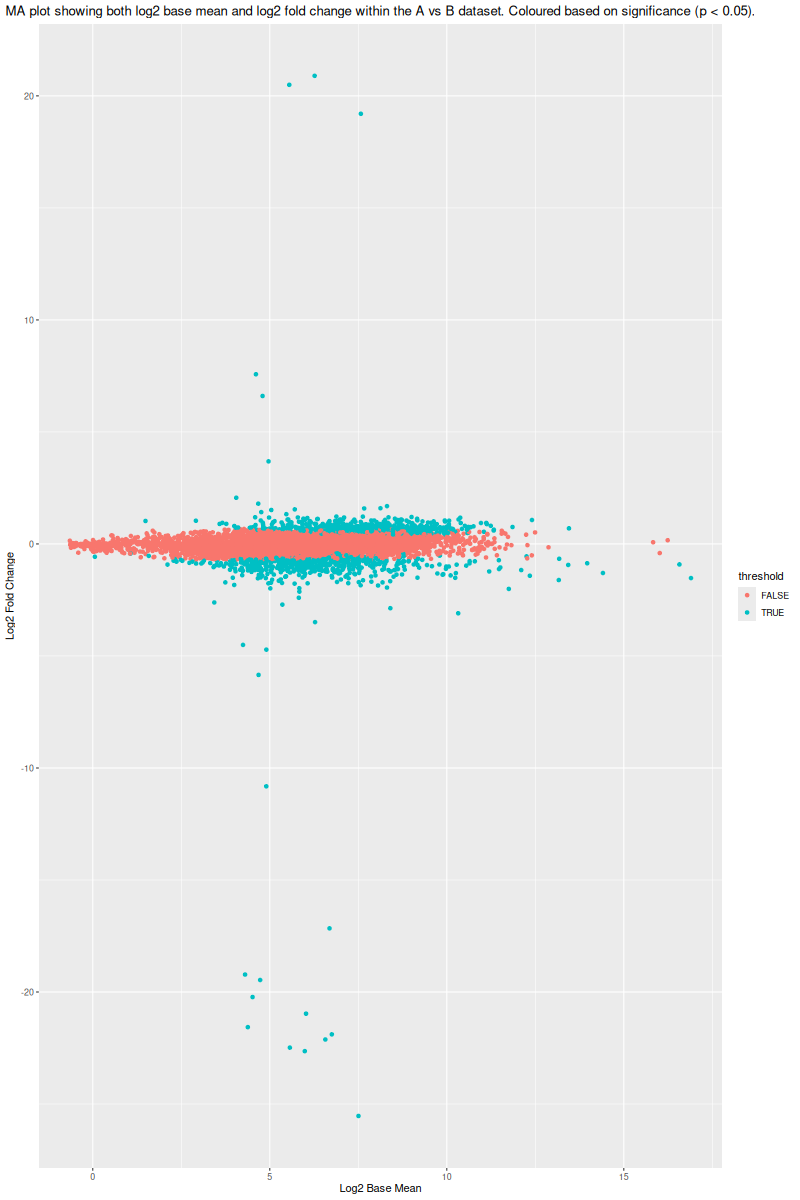 MA plot showing both log2 base mean and log2 fold change within the A vs B dataset. Coloured based on significance (p < 0.05).
20
10
0
-10
-20
Log2 Fold Change
0 5 10 15
Log2 Base Mean
threshold
FALSE
TRUE